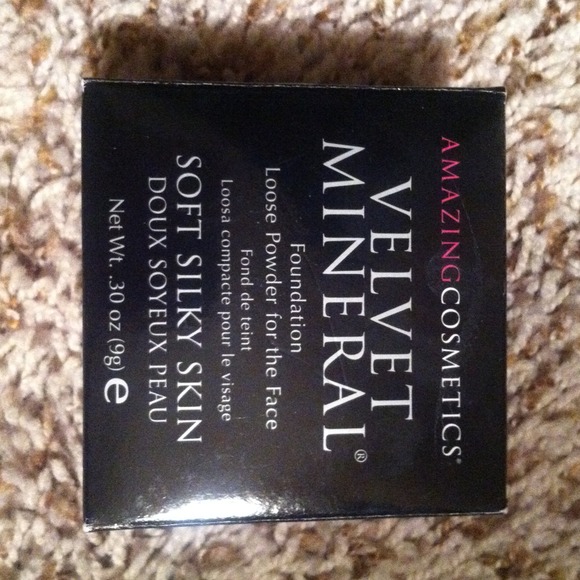 AMAZINGCOSMETICS®
VELVET
MINERAL®
Foundation
Loose Powder for the Face
Fond de teint
Loosa compacte pour le visage
SOFT SILKY SKIN
DOUX SOYEUX PEAU
Net Wt. .30 oz (9g) e